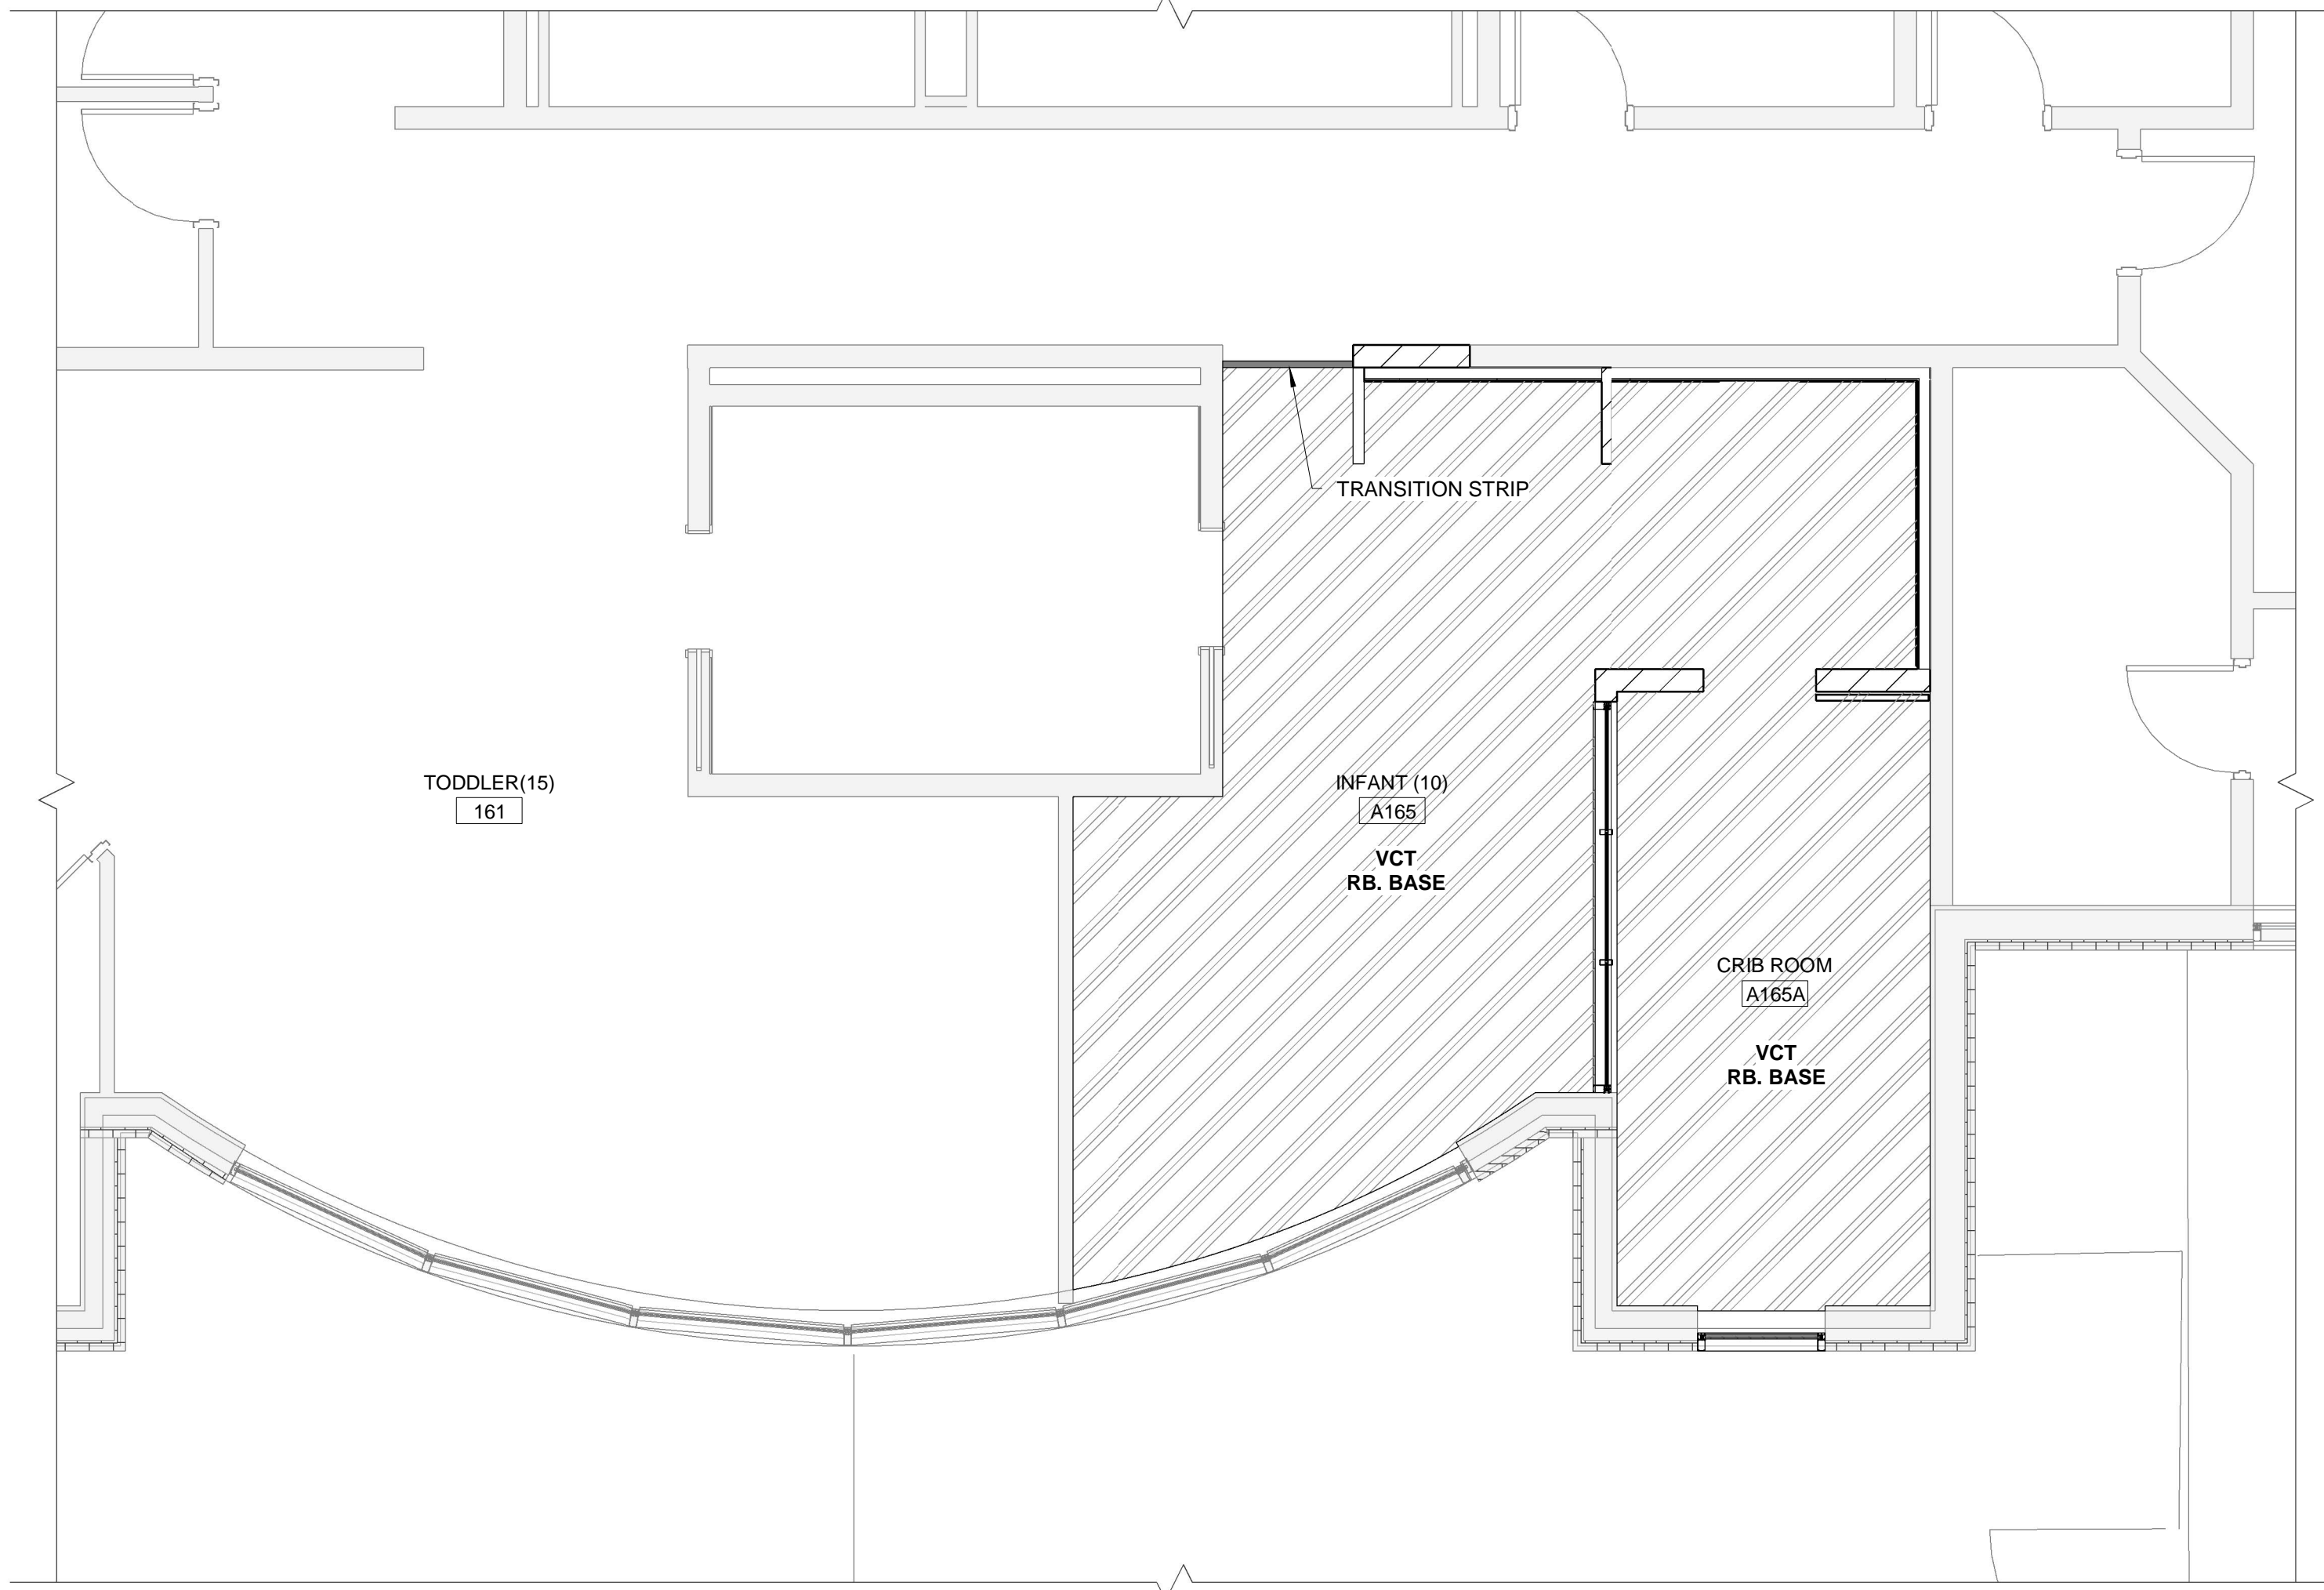 TRANSITION STRIP
TODDLER(15)
161
INFANT (10)
A165
VCT
RB. BASE
CRIB ROOM
A165A
VCT
RB. BASE